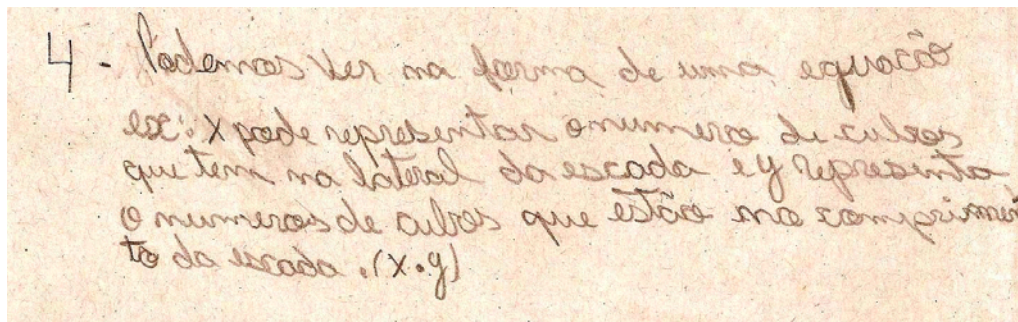 4 - Podemos ver na forma de uma equação
ex: X pode representar o numero de cubos
que tem na lateral da escada e y representa
o numeros de cubos que estão no comprimen
to da escada. (x.y)